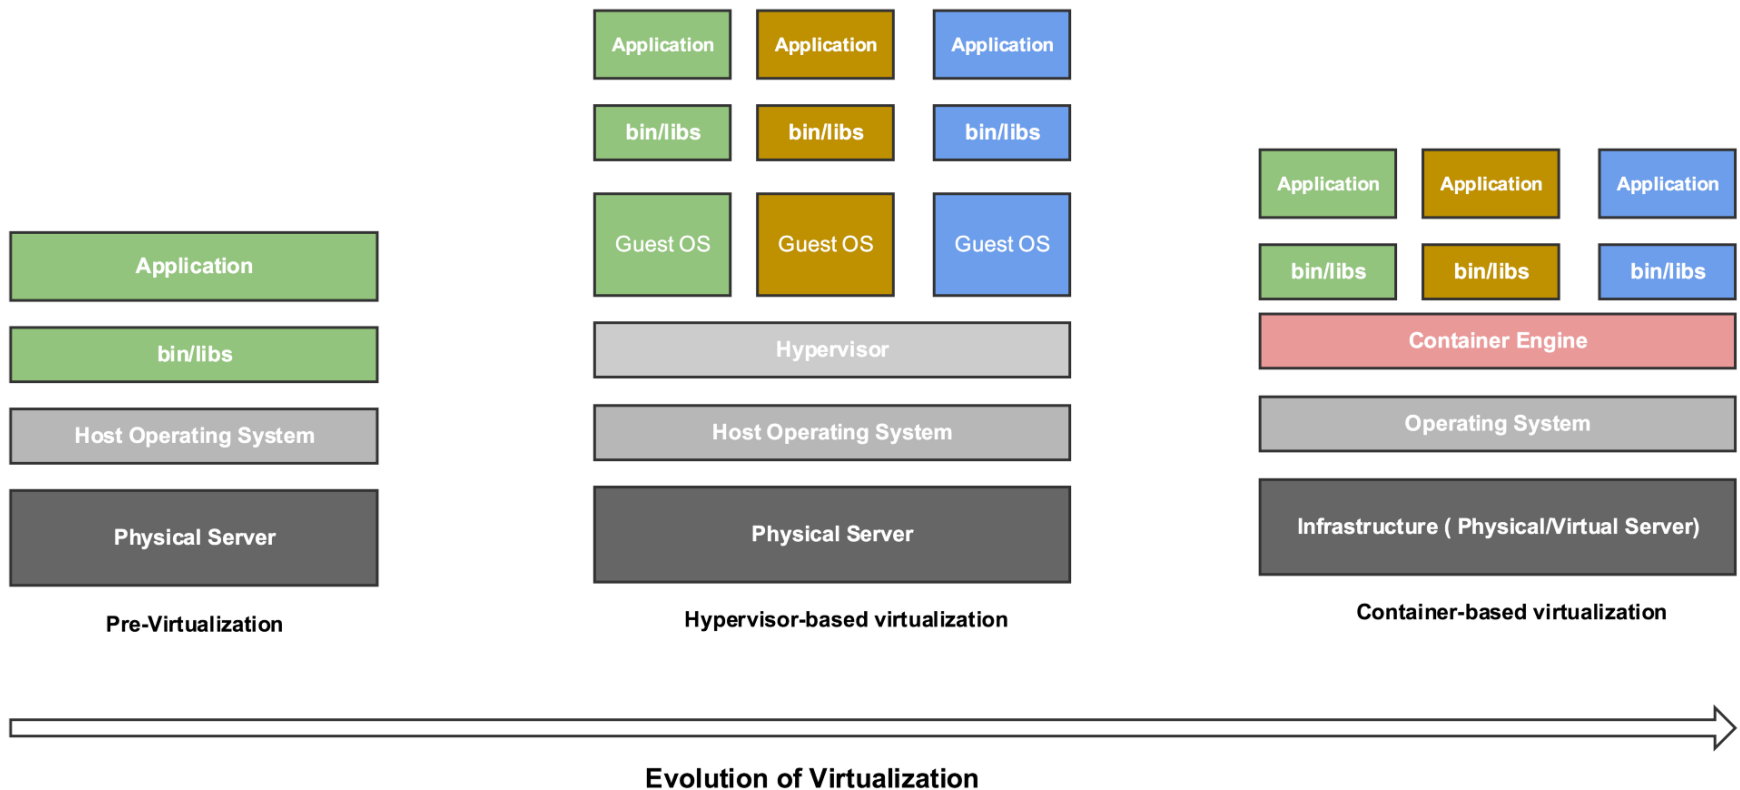 Application
bin/libs
Host Operating System
Physical Server
Pre-Virtualization
Application Application Application
bin/libs bin/libs bin/libs
Guest OS Guest OS Guest OS
Hypervisor
Host Operating System
Physical Server
Hypervisor-based virtualization
Application Application Application
bin/libs bin/libs bin/libs
Container Engine
Operating System
Infrastructure ( Physical/Virtual Server)
Container-based virtualization
Evolution of Virtualization